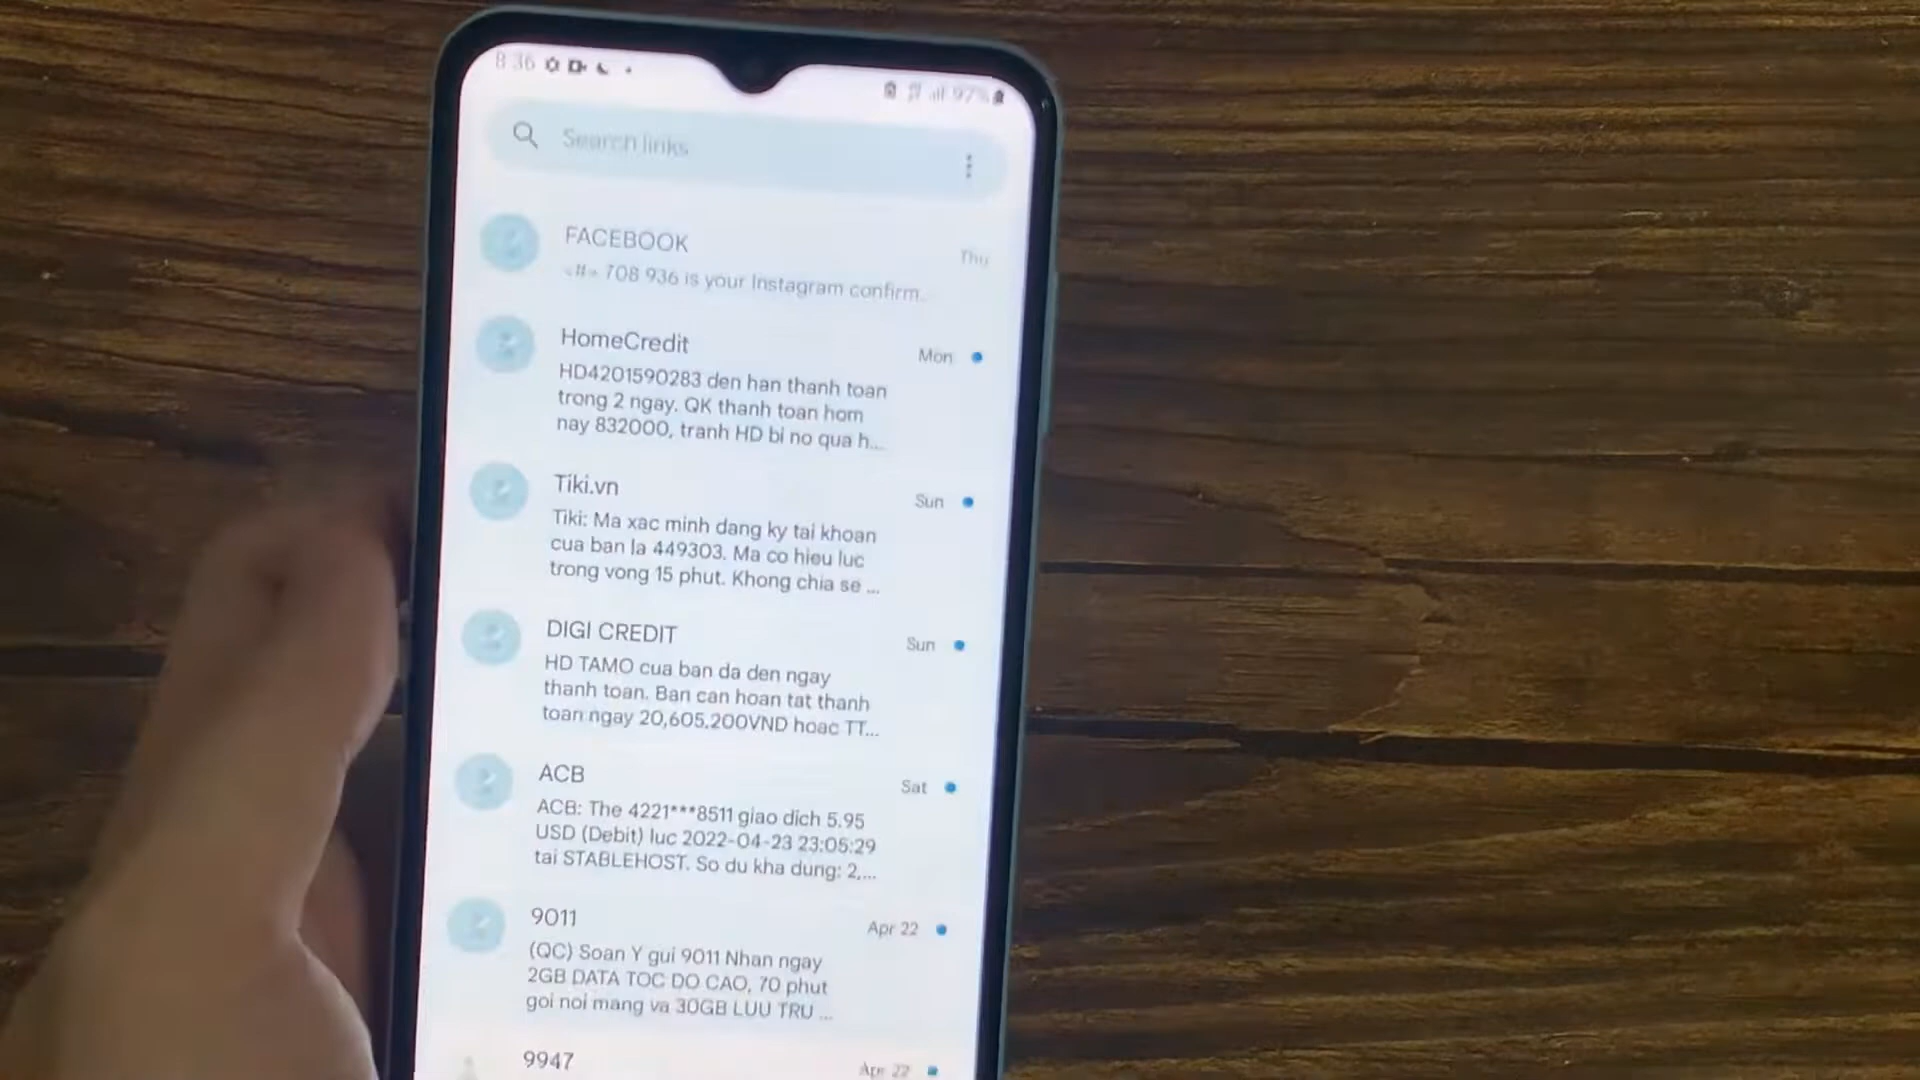 8 36
97%
Search links
FACEBOOK
Thu
<#> 708 936 is your Instagram confirm...
HomeCredit
Mon
HD4201590283 den han thanh toan
trong 2 ngay. QK thanh toan hom
nay 832000, tranh HD bi no qua h...
Tiki.vn
Sun
Tiki: Ma xac minh dang ky tai khoan
cua ban la 449303. Ma co hieu luc
trong vong 15 phut. Khong chia se ...
DIGI CREDIT
Sun
HD TAMO cua ban da den ngay
thanh toan. Ban can hoan tat thanh
toan ngay 20,605,200VND hoac TT...
ACB
Sat
ACB: The 4221***8511 giao dich 5.95
USD (Debit) luc 2022-04-23 23:05:29
tai STABLEHOST. So du kha dung: 2,...
9011
Apr 22
(QC) Soan Y gui 9011 Nhan ngay
2GB DATA TOC DO CAO, 70 phut
goi noi mang va 30GB LUU TRU ...
9947
Apr 22